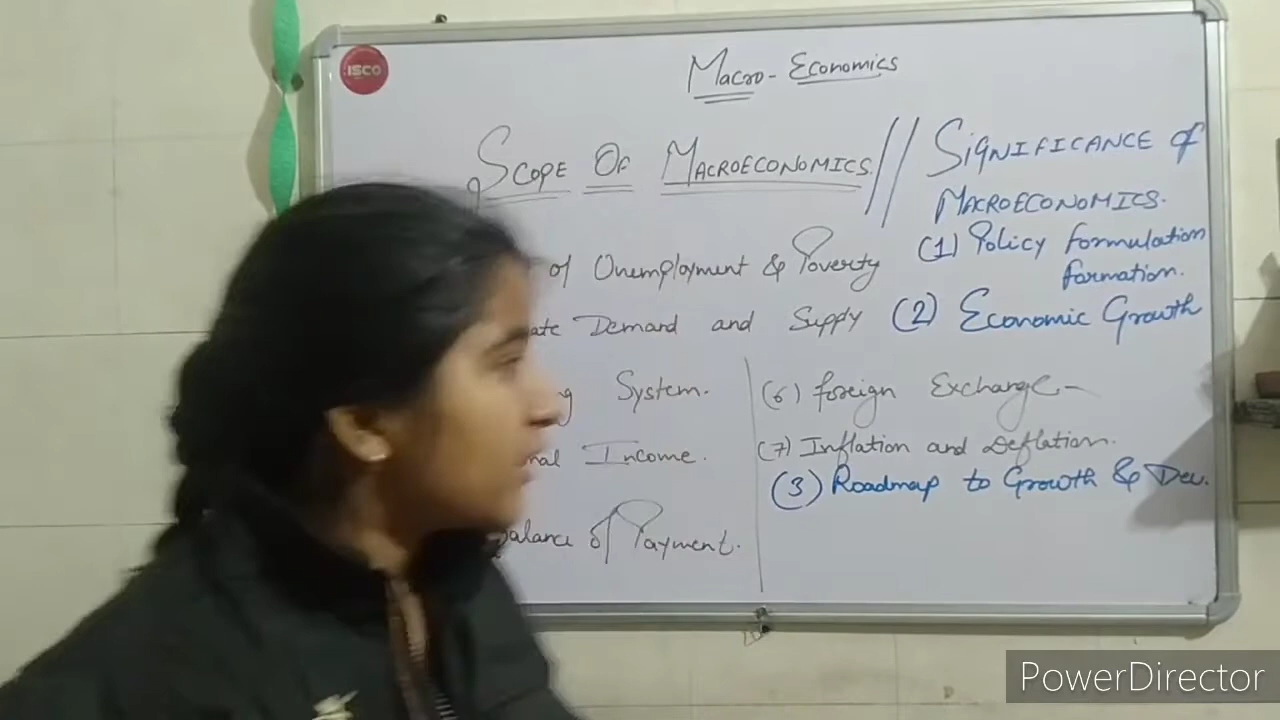 ISCO
Macro - Economics
SCOPE OF MACROECONOMICS. // SIGNIFICANCE of
MACROECONOMICS.
of Unemployment & Poverty
Demand and Supply
System.
Income.
Balance of Payment.
(1) Policy formulation
formation.
(2) Economic Growth
(6) Foreign Exchange -
(7) Inflation and Deflation.
(3) Roadmap to Growth & Dev.
PowerDirector